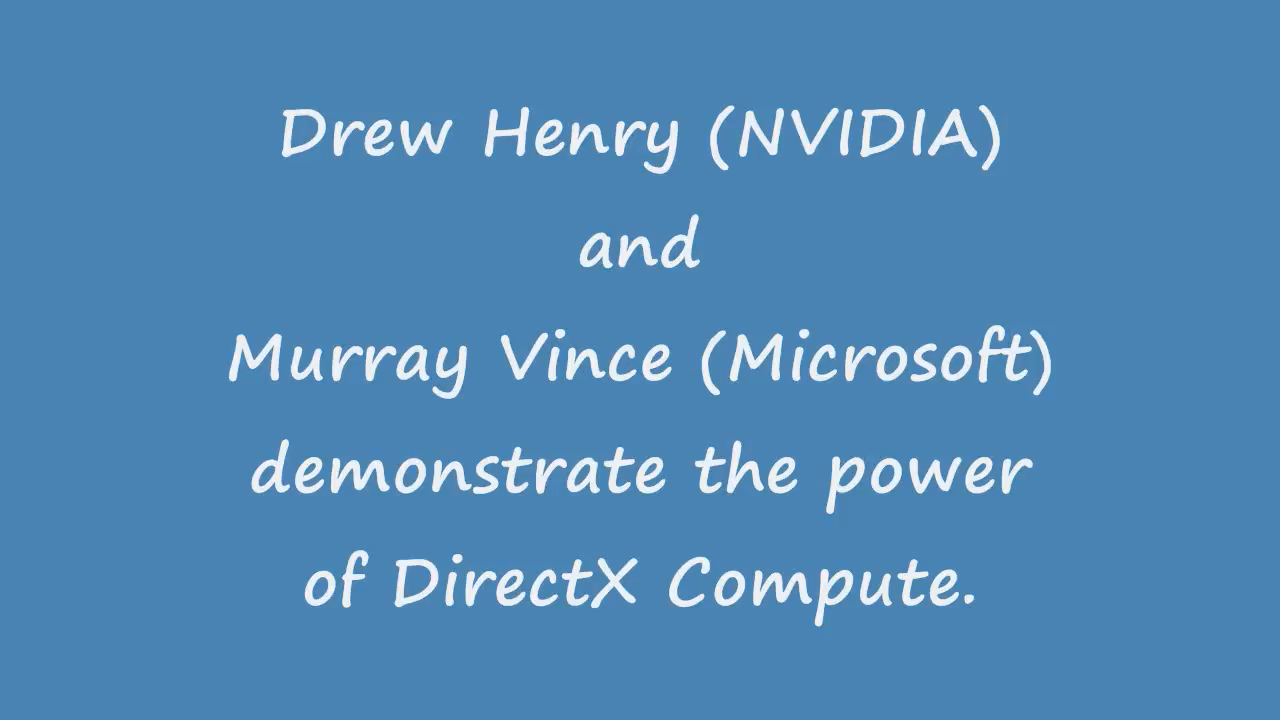 Drew Henry (NVIDIA)
and
Murray Vince (Microsoft)
demonstrate the power
of DirectX Compute.